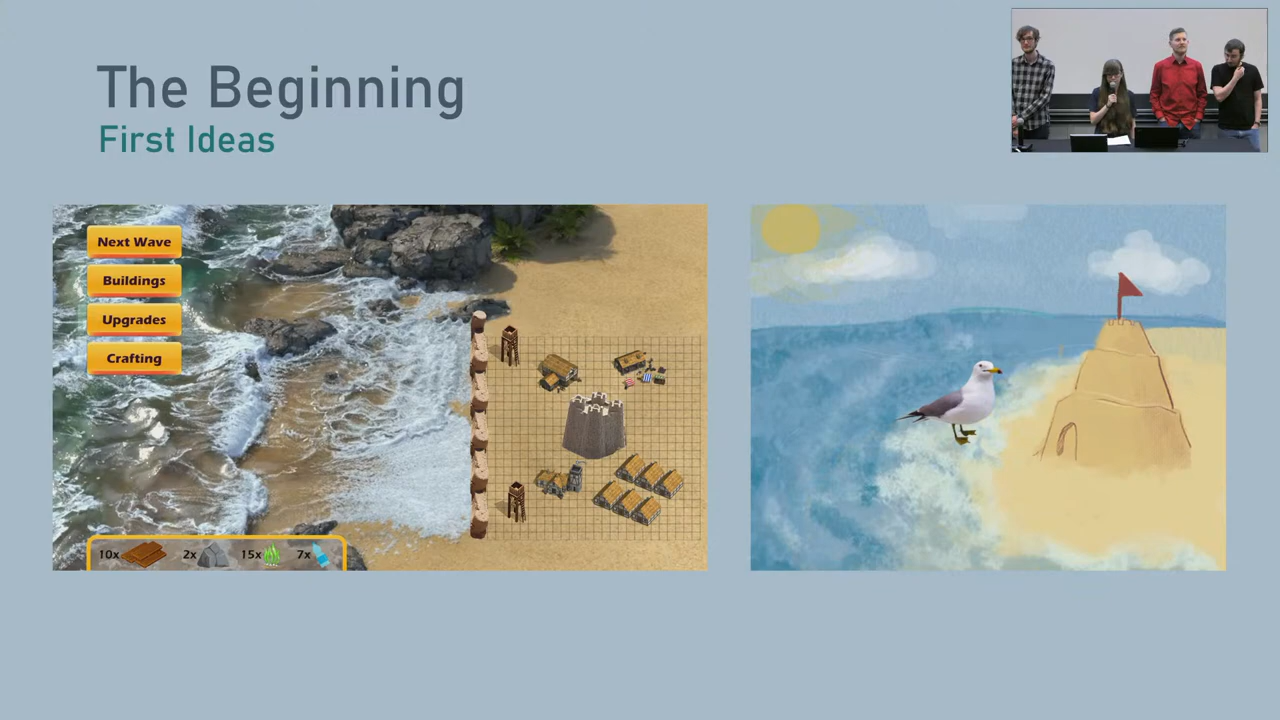 The Beginning
First Ideas
Next Wave
Buildings
Upgrades
Crafting
10x 2x 15x 7x